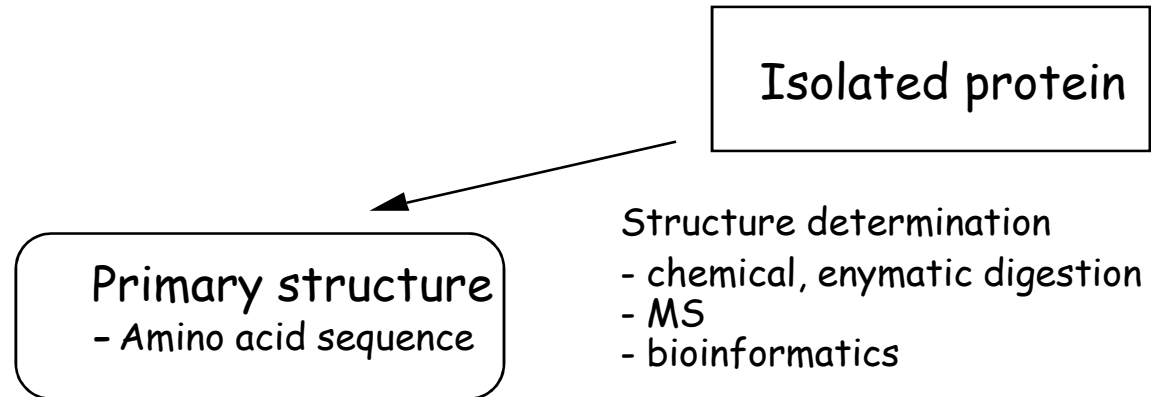 Isolated protein
Primary structure
- Amino acid sequence
Structure determination
- chemical, enymatic digestion
- MS
- bioinformatics